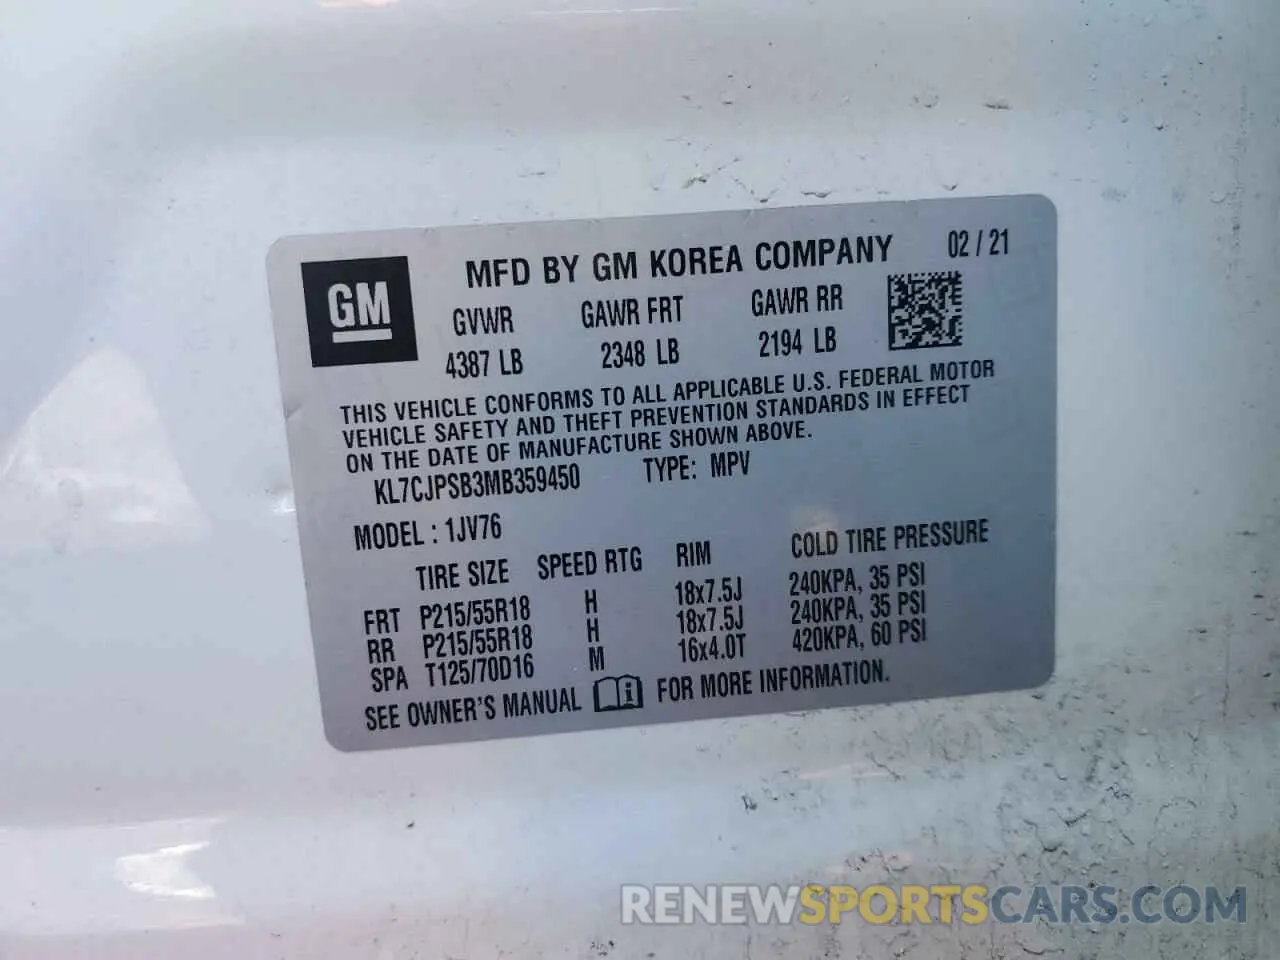 GM
MFD BY GM KOREA COMPANY 02 / 21
GVWR GAWR FRT GAWR RR
4387 LB 2348 LB 2194 LB
THIS VEHICLE CONFORMS TO ALL APPLICABLE U.S. FEDERAL MOTOR
VEHICLE SAFETY AND THEFT PREVENTION STANDARDS IN EFFECT
ON THE DATE OF MANUFACTURE SHOWN ABOVE.
KL7CJPSB3MB359450 TYPE: MPV
MODEL : 1JV76
TIRE SIZE SPEED RTG RIM COLD TIRE PRESSURE
FRT P215/55R18 H 18x7.5J 240KPA, 35 PSI
RR P215/55R18 H 18x7.5J 240KPA, 35 PSI
SPA T125/70D16 M 16x4.0T 420KPA, 60 PSI
SEE OWNER'S MANUAL FOR MORE INFORMATION.
RENEWSPORTSCARS.COM